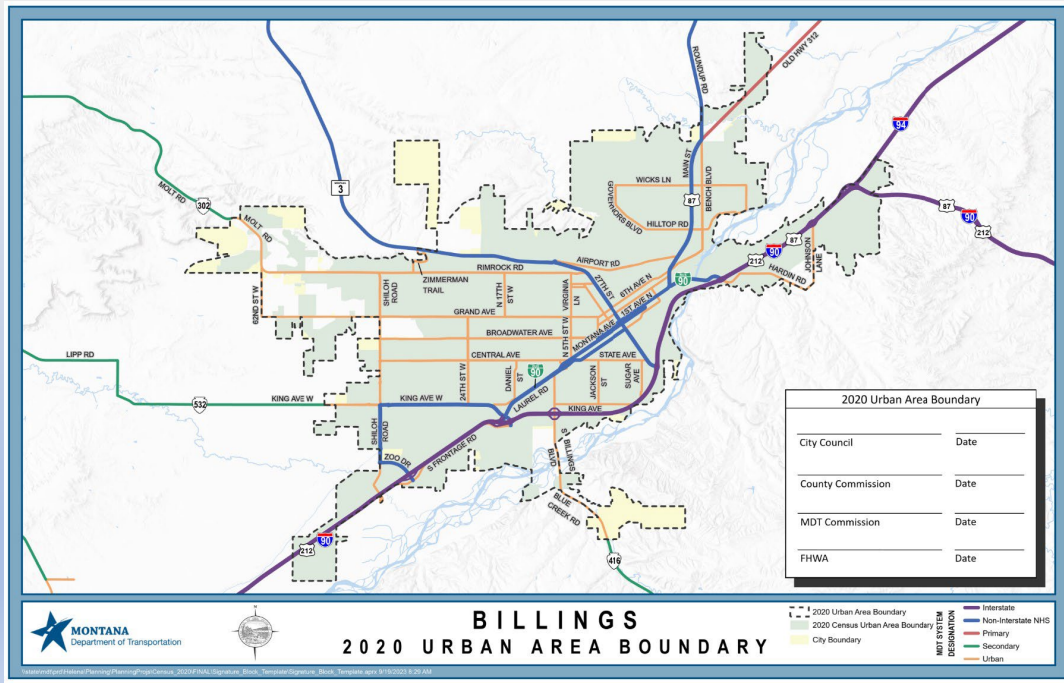 ROUNDUP RD
OLD HWY 312
94
3
MOLT RD
302
MOLT RD
WICKS LN
MAIN ST
BENCH BLVD
GOVERNORS BLVD
87
HILLTOP RD
87
90
212
90
87
212
JOHNSON LANE
HARDIN RD
AIRPORT RD
RIMROCK RD
ZIMMERMAN TRAIL
27TH ST
6TH AVE N
1ST AVE N
90
62ND ST W
SHILOH ROAD
N 17TH ST W
VIRGINIA LN
GRAND AVE
BROADWATER AVE
N 5TH ST W
MONTANA AVE
CENTRAL AVE
STATE AVE
LIPP RD
532
KING AVE W
KING AVE W
24TH ST W
DANIEL ST
90
LAUREL RD
JACKSON ST
SUGAR AVE
KING AVE
SHILOH ROAD
ZOO DR
S FRONTAGE RD
S BILLINGS BLVD
BLUE CREEK RD
212
90
416
2020 Urban Area Boundary
City Council
Date
County Commission
Date
MDT Commission
Date
FHWA
Date
MONTANA
Department of Transportation
BILLINGS
2020 URBAN AREA BOUNDARY
2020 Urban Area Boundary
2020 Census Urban Area Boundary
City Boundary
MDT SYSTEM
DESIGNATION
Interstate
Non-Interstate NHS
Primary
Secondary
Urban